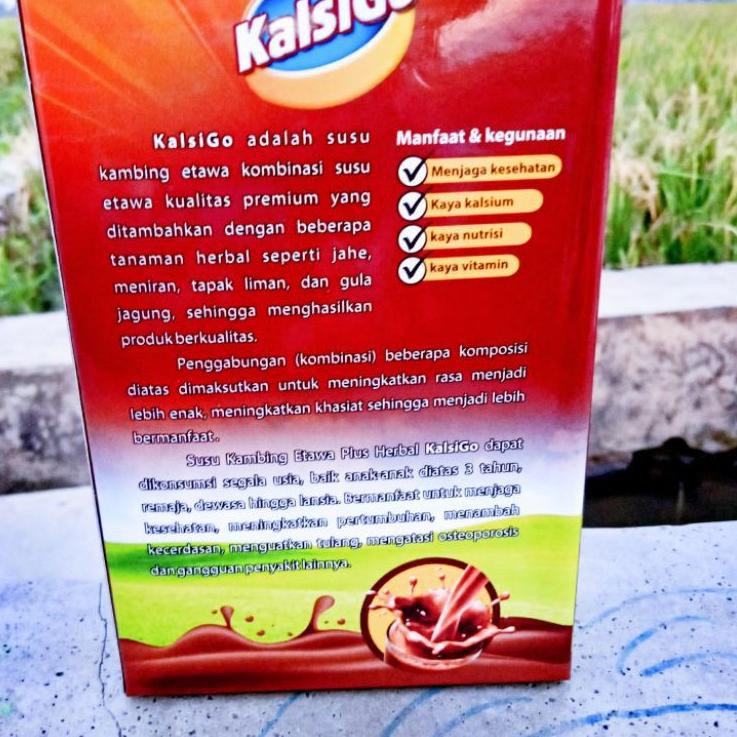 KalsiGo
KalsiGo adalah susu
kambing etawa kombinasi susu
etawa kualitas premium yang
ditambahkan dengan beberapa
tanaman herbal seperti jahe,
meniran, tapak liman, dan gula
jagung, sehingga menghasilkan
produk berkualitas.
Manfaat & kegunaan
Menjaga kesehatan
Kaya kalsium
kaya nutrisi
kaya vitamin
Penggabungan (kombinasi) beberapa komposisi
diatas dimaksutkan untuk meningkatkan rasa menjadi
lebih enak, meningkatkan khasiat sehingga menjadi lebih
bermanfaat.
Susu Kambing Etawa Plus Herbal KalsiGo dapat
dikonsumsi segala usia, baik anak-anak diatas 3 tahun,
remaja, dewasa hingga lansia. Bermanfaat untuk menjaga
kesehatan, meningkatkan pertumbuhan, menambah
kecerdasan, menguatkan tulang, mengatasi osteoporosis
dan gangguan penyakit lainnya.